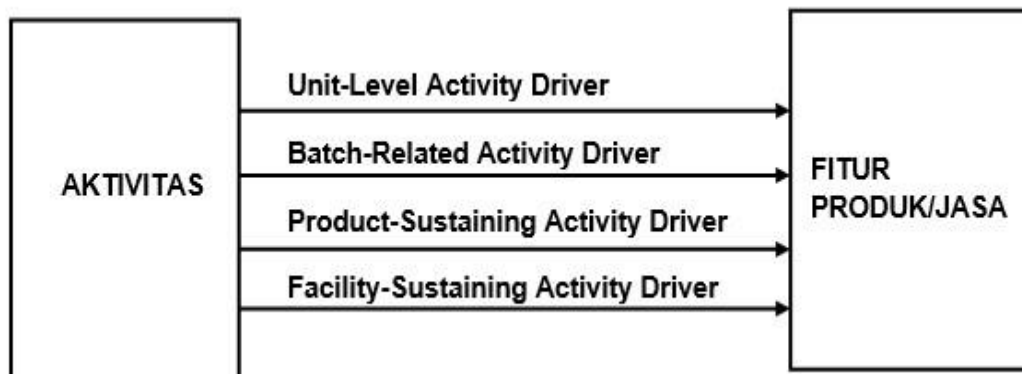 Unit-Level Activity Driver
Batch-Related Activity Driver
AKTIVITAS
FITUR
PRODUK/JASA
Product-Sustaining Activity Driver
Facility-Sustaining Activity Driver